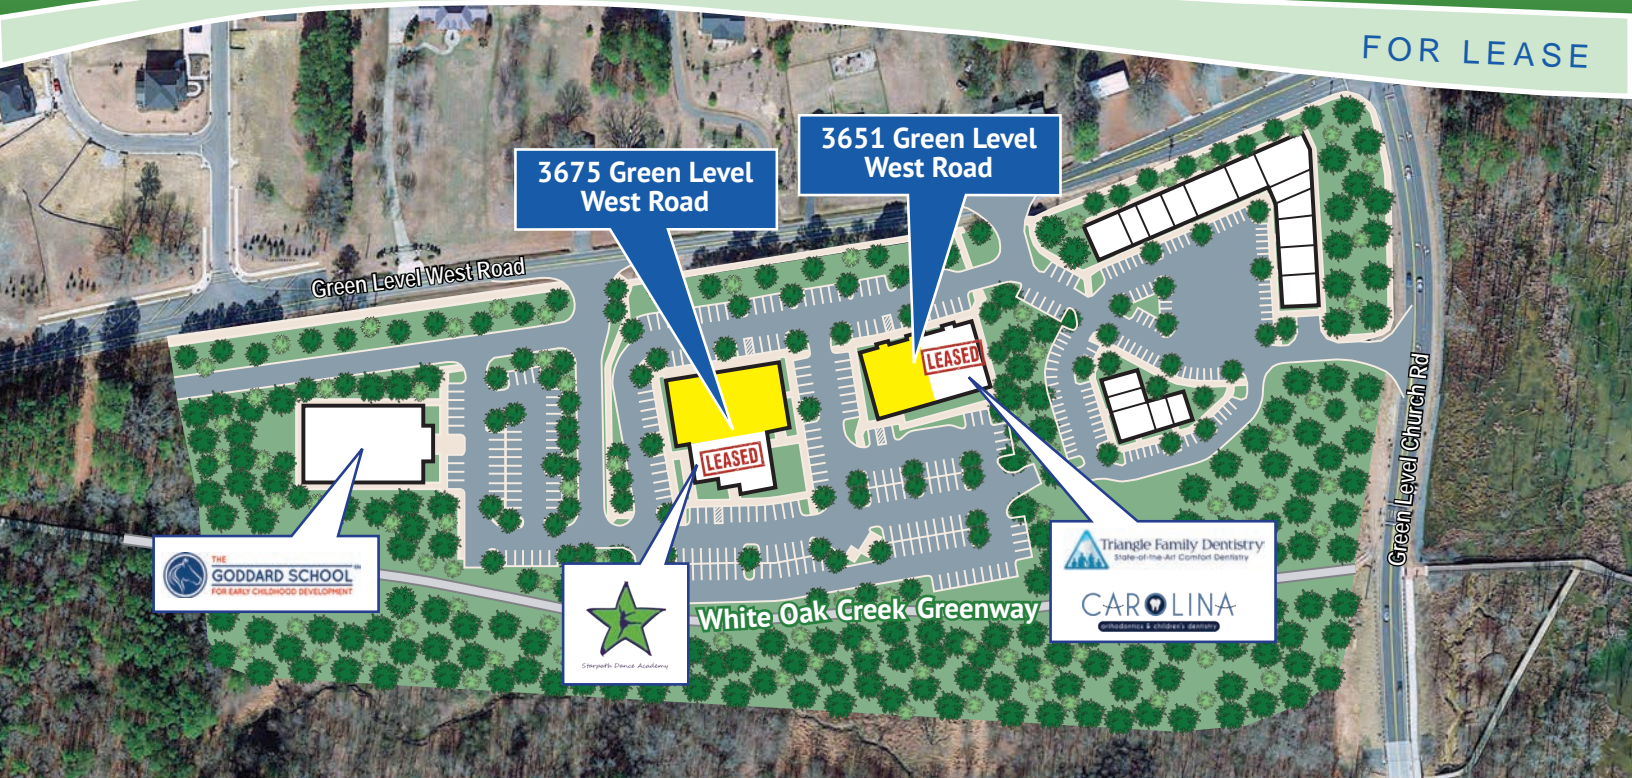 FOR LEASE
3651 Green Level
West Road
3675 Green Level
West Road
Green Level West Road
LEASED
LEASED
Green Level Church Rd
THE
GODDARD SCHOOL
FOR EARLY CHILDHOOD DEVELOPMENT
Triangle Family Dentistry
State-of-the-Art Comfort Dentistry
CAROLINA
orthodontics & children's dentistry
White Oak Creek Greenway
Starpath Dance Academy